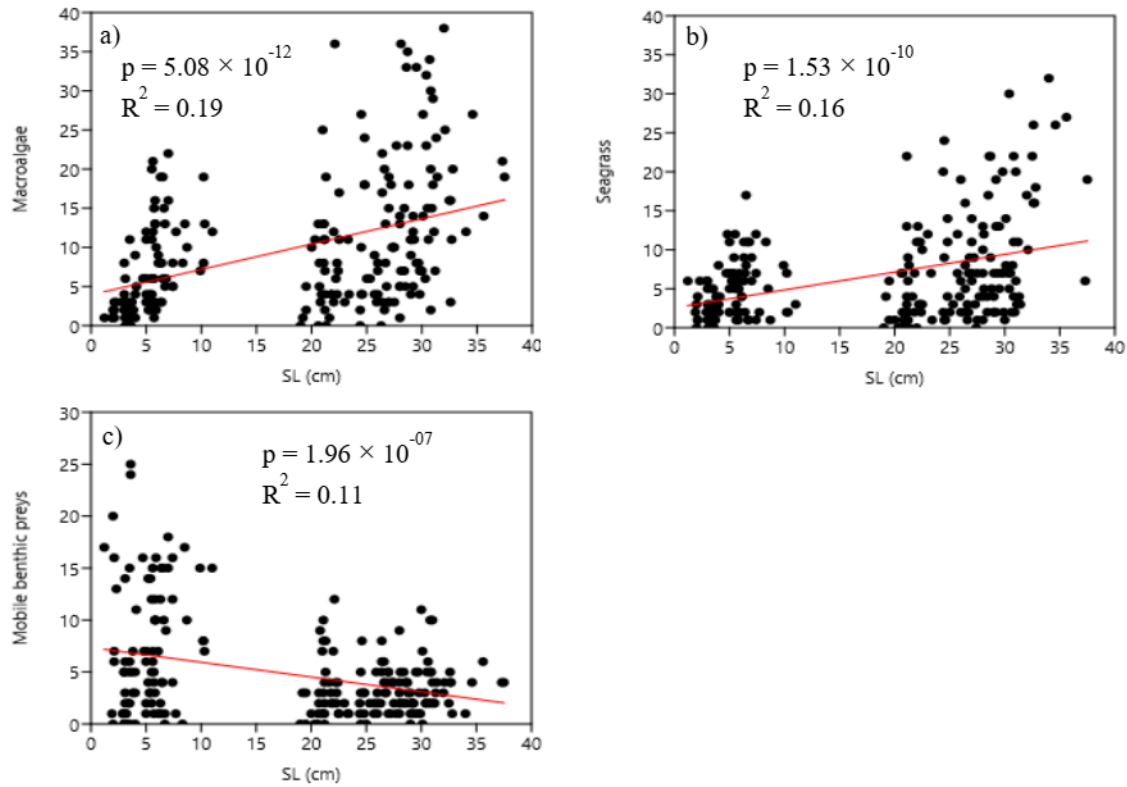 a)
p = 5.08 × 10^-12
R^2 = 0.19
Macroalgae
40
35
30
25
20
15
10
5
0
0 5 10 15 20 25 30 35 40
SL (cm)
b)
p = 1.53 × 10^-10
R^2 = 0.16
Seagrass
40
35
30
25
20
15
10
5
0
0 5 10 15 20 25 30 35 40
SL (cm)
c)
p = 1.96 × 10^-07
R^2 = 0.11
Mobile benthic preys
30
25
20
15
10
5
0
0 5 10 15 20 25 30 35 40
SL (cm)